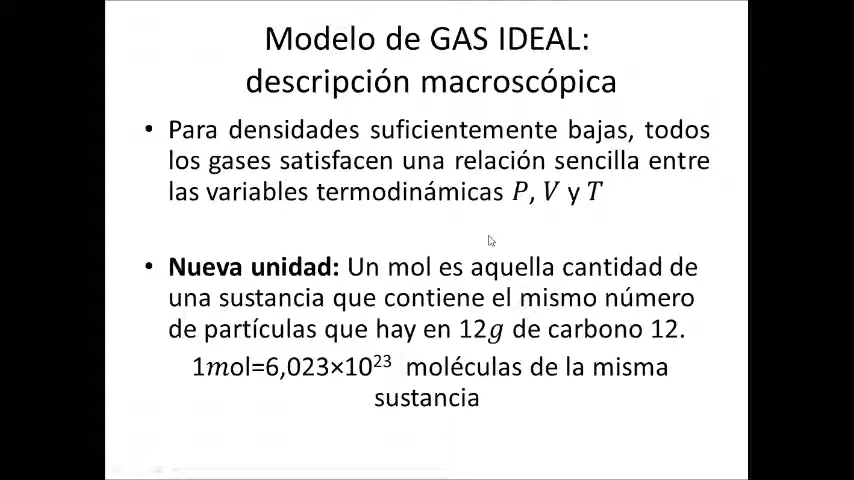 Modelo de GAS IDEAL:
descripción macroscópica
• Para densidades suficientemente bajas, todos
los gases satisfacen una relación sencilla entre
las variables termodinámicas P, V y T
• Nueva unidad: Un mol es aquella cantidad de
una sustancia que contiene el mismo número
de partículas que hay en 12g de carbono 12.
1mol=6,023×10²³ moléculas de la misma
sustancia